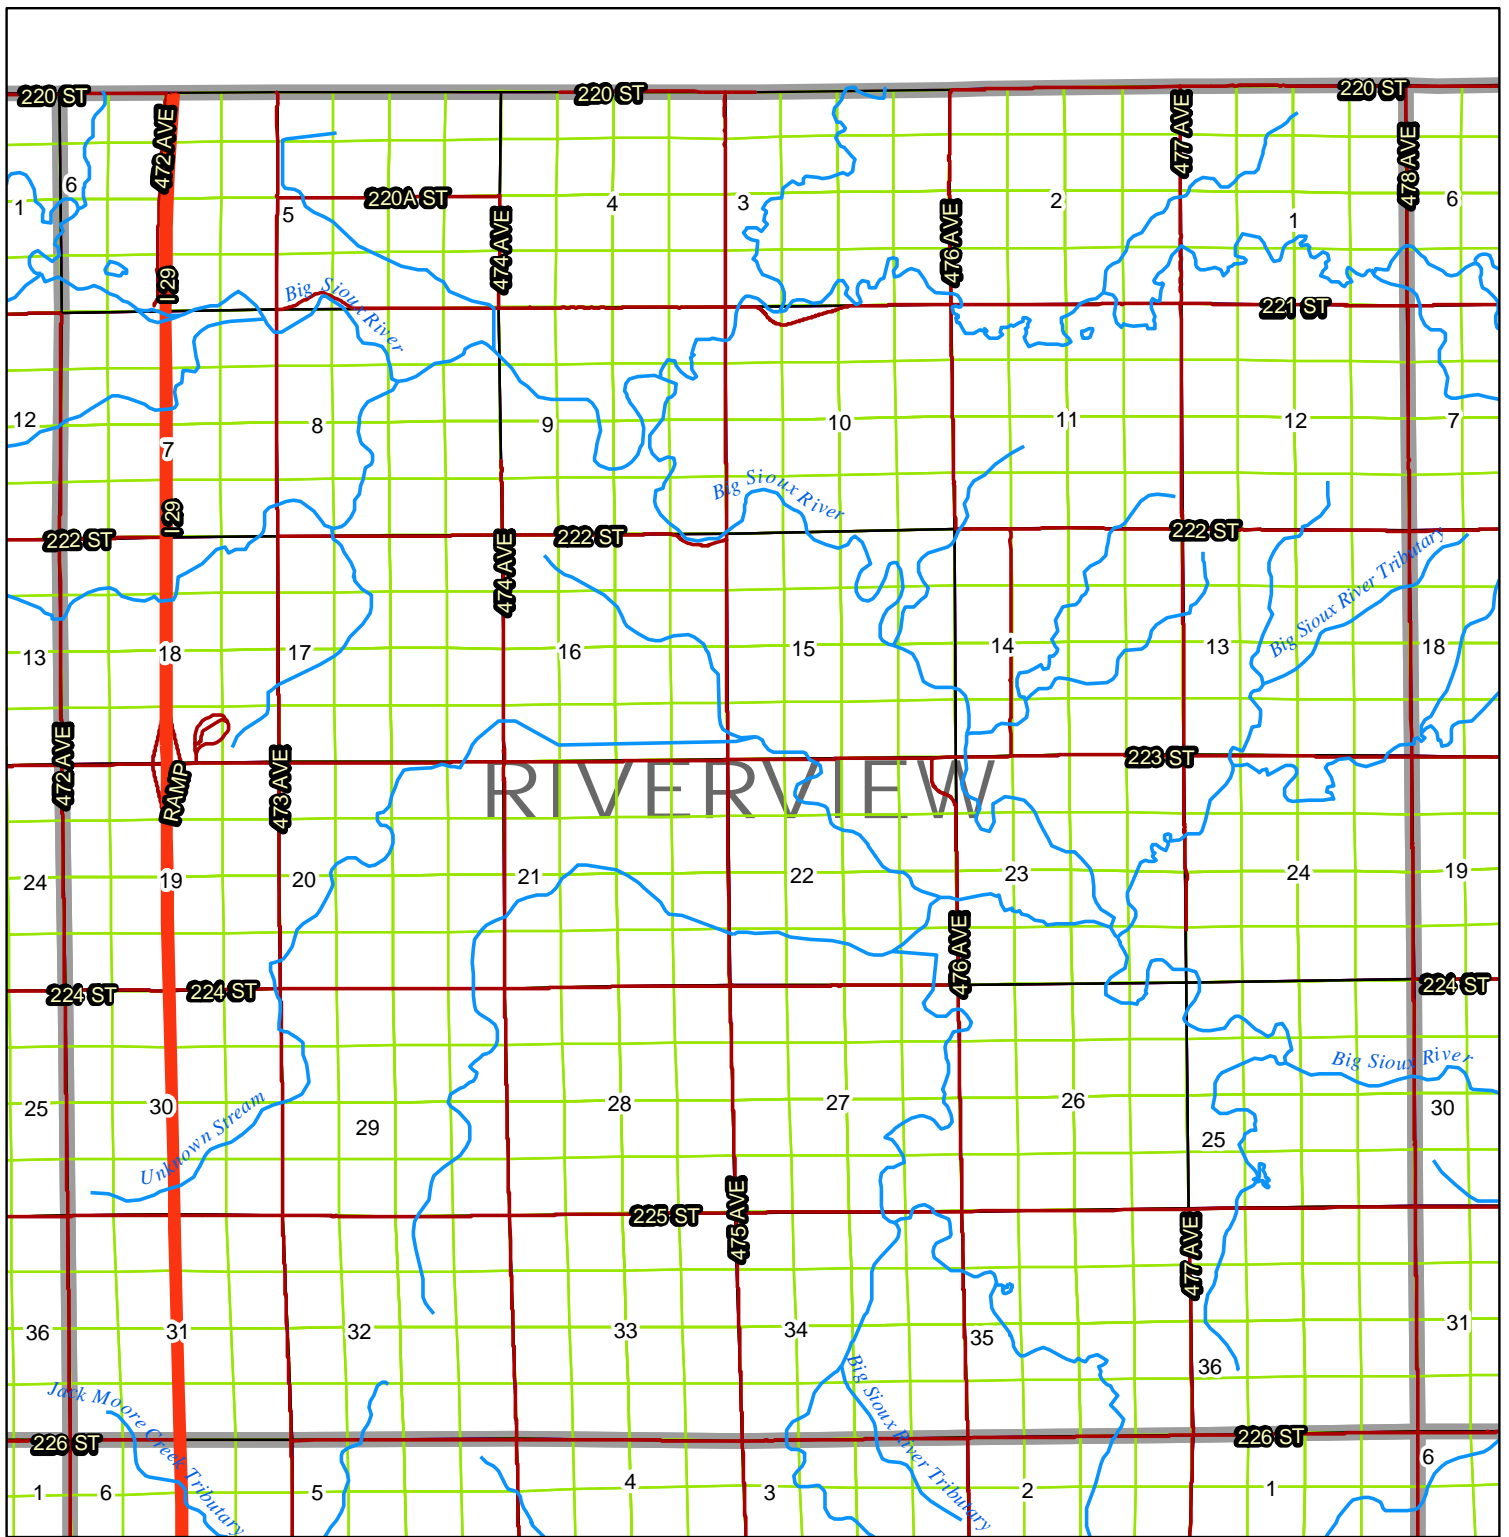 220 ST
220 ST
220 ST
472 AVE
477 AVE
478 AVE
6
1
5
220A ST
4
3
2
1
6
474 AVE
476 AVE
I 29
Big Sioux River
221 ST
12
7
8
9
10
11
12
7
I 29
Big Sioux River
222 ST
222 ST
222 ST
474 AVE
Big Sioux River Tributary
13
18
17
16
15
14
13
18
472 AVE
RAMP
473 AVE
223 ST
RIVERVIEW
24
19
20
21
22
23
24
19
476 AVE
224 ST
224 ST
224 ST
Big Sioux River
25
30
29
28
27
26
25
30
Unknown Stream
475 AVE
225 ST
477 AVE
36
31
32
33
34
35
36
31
Jack Moore Creek Tributary
Big Sioux River Tributary
226 ST
226 ST
1
6
5
4
3
2
1
6